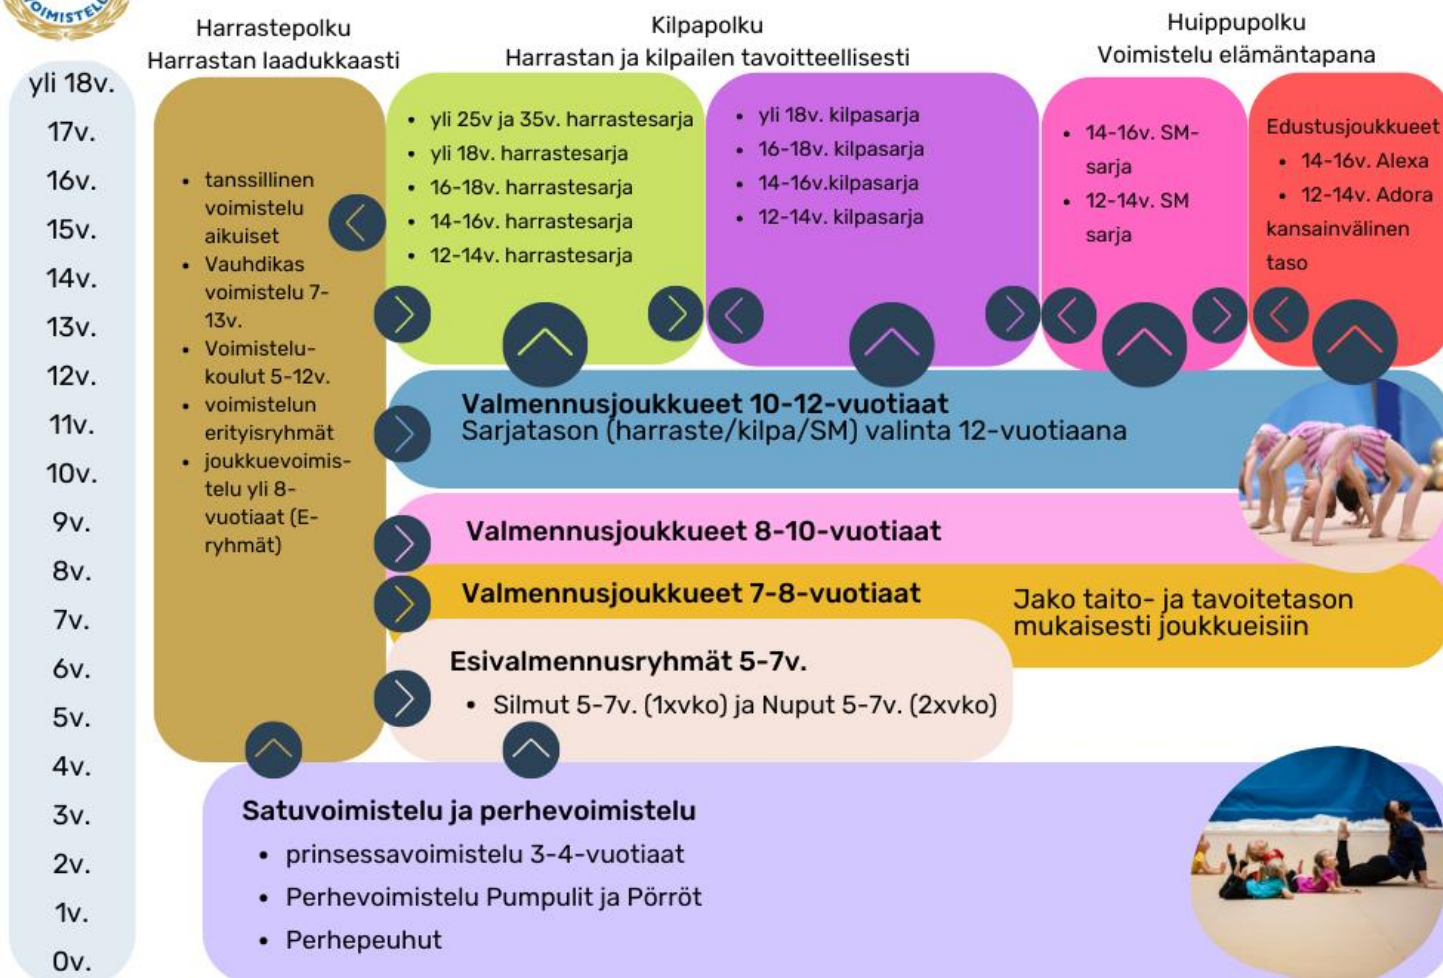 VOIMISTELU
Harrastepolku
Harrastan laadukkaasti
Kilpapolku
Harrastan ja kilpailen tavoitteellisesti
Huippupolku
Voimistelu elämäntapana
yli 18v.
17v.
16v.
15v.
14v.
13v.
12v.
11v.
10v.
9v.
8v.
7v.
6v.
5v.
4v.
3v.
2v.
1v.
0v.
• tanssillinen
voimistelu
aikuiset
• Vauhdikas
voimistelu 7-
13v.
• Voimistelu-
koulut 5-12v.
• voimistelun
erityisryhmät
• joukkuevoimis-
telu yli 8-
vuotiaat (E-
ryhmät)
• yli 25v ja 35v. harrastesarja
• yli 18v. harrastesarja
• 16-18v. harrastesarja
• 14-16v. harrastesarja
• 12-14v. harrastesarja
• yli 18v. kilpasarja
• 16-18v. kilpasarja
• 14-16v.kilpasarja
• 12-14v. kilpasarja
• 14-16v. SM-
sarja
• 12-14v. SM
sarja
Edustusjoukkueet
• 14-16v. Alexa
• 12-14v. Adora
kansainvälinen
taso
Valmennusjoukkueet 10-12-vuotiaat
Sarjatason (harraste/kilpa/SM) valinta 12-vuotiaana
Valmennusjoukkueet 8-10-vuotiaat
Valmennusjoukkueet 7-8-vuotiaat
Jako taito- ja tavoitetason
mukaisesti joukkueisiin
Esivalmennusryhmät 5-7v.
• Silmut 5-7v. (1xvko) ja Nuput 5-7v. (2xvko)
Satuvoimistelu ja perhevoimistelu
• prinsessavoimistelu 3-4-vuotiaat
• Perhevoimistelu Pumpulit ja Pörröt
• Perhepeuhut